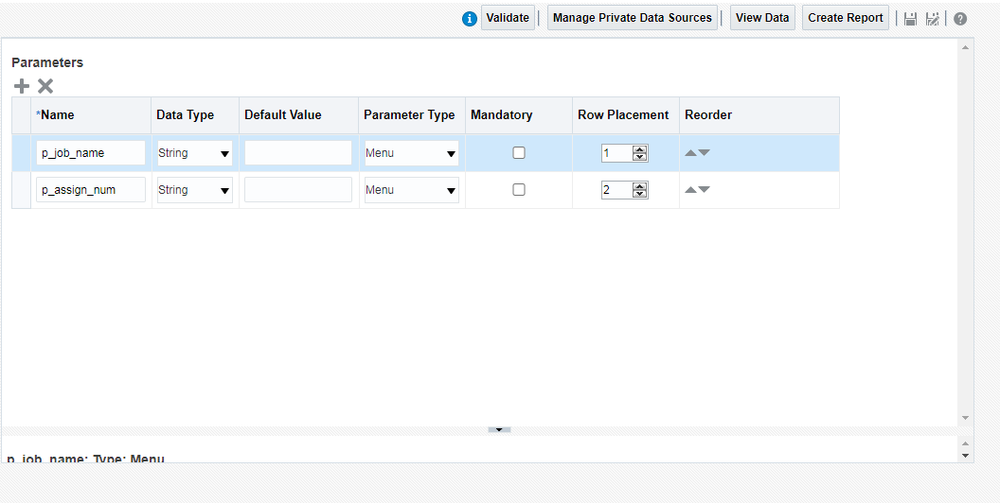 Validate Manage Private Data Sources View Data Create Report
Parameters
*Name Data Type Default Value Parameter Type Mandatory Row Placement Reorder
p_job_name String Menu 1
p_assign_num String Menu 2
p_job_name: Type: Menu